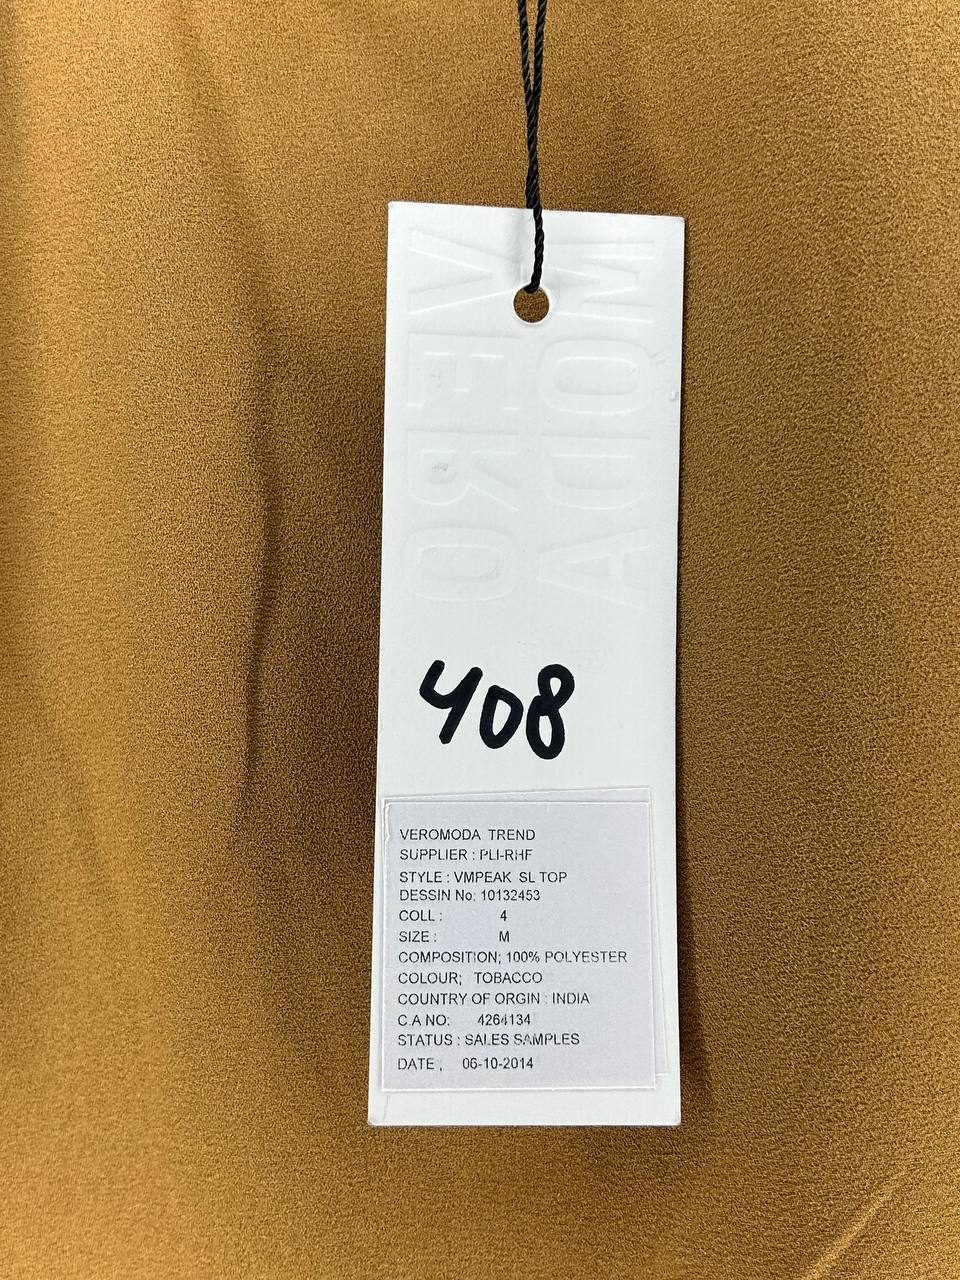 VERO
MODA
408
VEROMODA TREND
SUPPLIER : PLI-RHF
STYLE : VMPEAK SL TOP
DESSIN No: 10132453
COLL : 4
SIZE : M
COMPOSITION; 100% POLYESTER
COLOUR; TOBACCO
COUNTRY OF ORGIN : INDIA
C.A NO: 4264134
STATUS : SALES SAMPLES
DATE , 06-10-2014